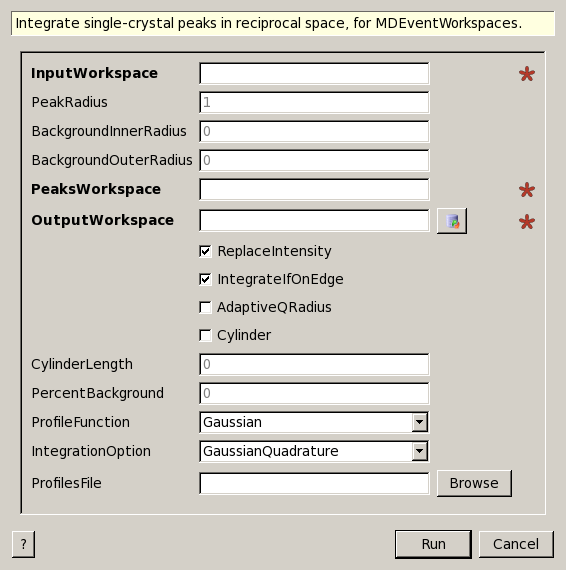 Integrate single-crystal peaks in reciprocal space, for MDEventWorkspaces.
InputWorkspace
PeakRadius 1
BackgroundInnerRadius 0
BackgroundOuterRadius 0
PeaksWorkspace
OutputWorkspace
ReplaceIntensity
IntegrateIfOnEdge
AdaptiveQRadius
Cylinder
CylinderLength 0
PercentBackground 0
ProfileFunction Gaussian
IntegrationOption GaussianQuadrature
ProfilesFile Browse
? Run Cancel